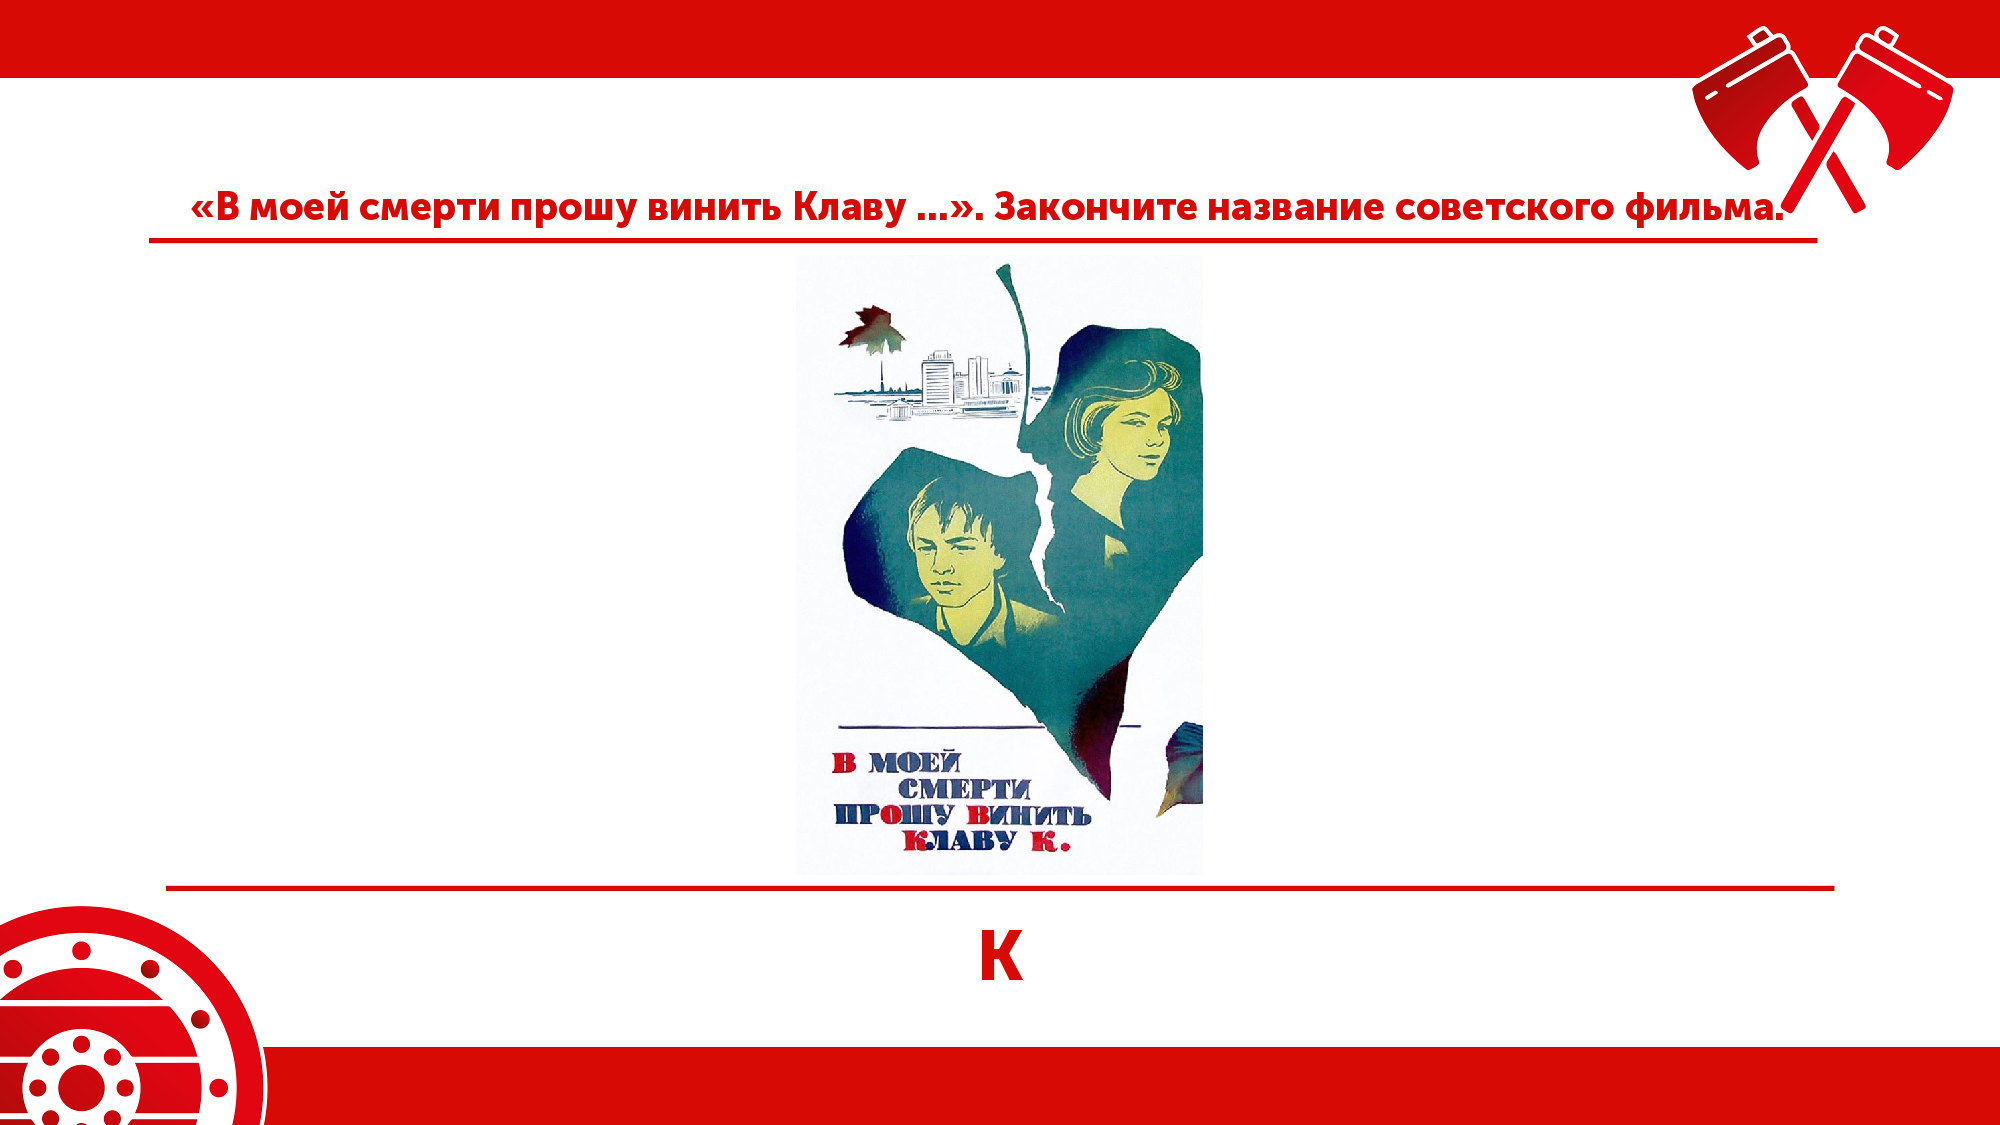 «В моей смерти прошу винить Клаву ...». Закончите название советского фильма.
В МОЕЙ
СМЕРТИ
ПРОШУ ВИНИТЬ
КЛАВУ К.
К